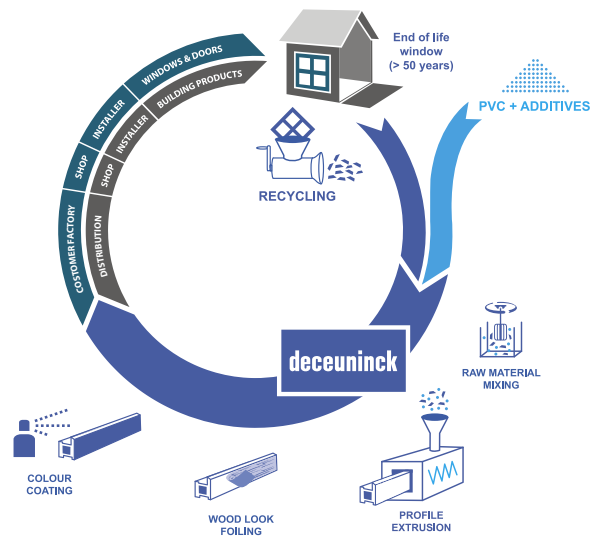 End of life
window
(> 50 years)
PVC + ADDITIVES
RECYCLING
WINDOWS & DOORS
INSTALLER
SHOP
COSTOMER FACTORY
BUILDING PRODUCTS
INSTALLER
SHOP
DISTRIBUTION
deceuninck
RAW MATERIAL
MIXING
PROFILE
EXTRUSION
WOOD LOOK
FOILING
COLOUR
COATING